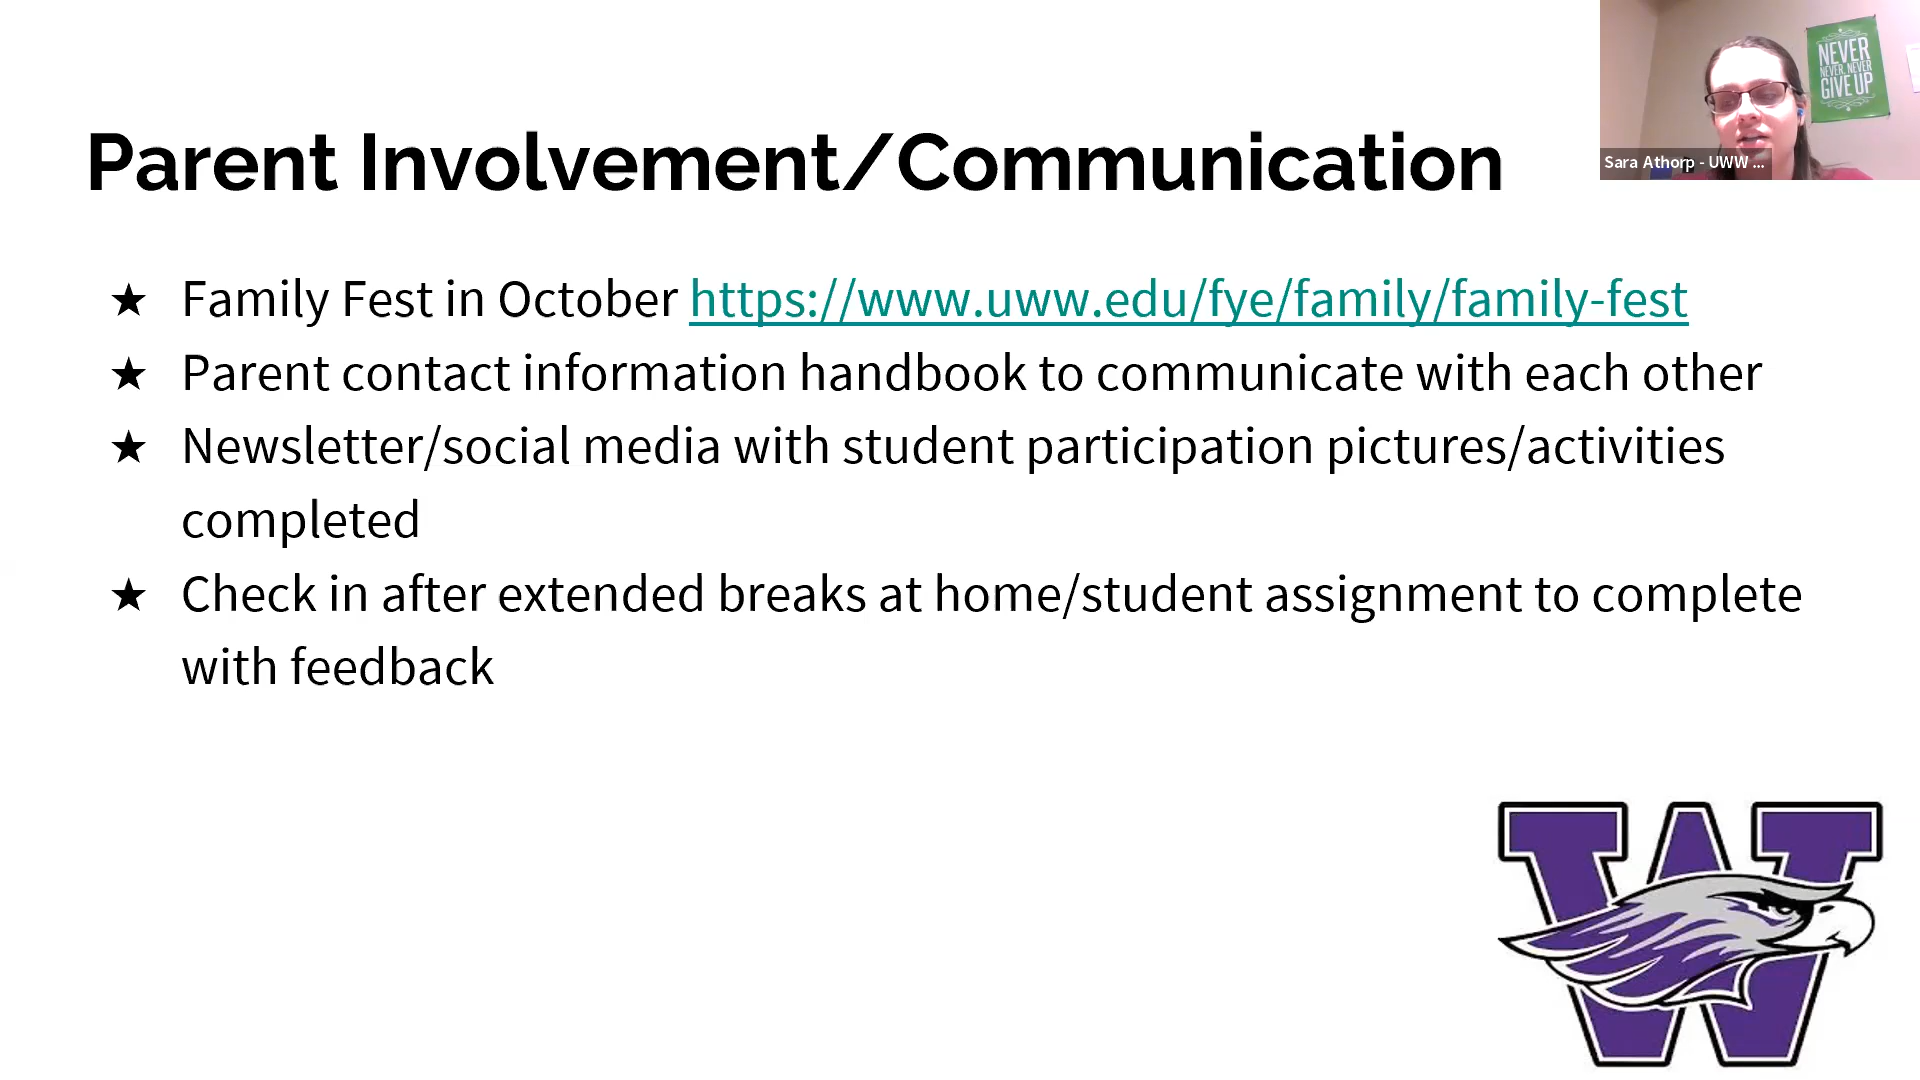 Parent Involvement/Communication
★ Family Fest in October https://www.uww.edu/fye/family/family-fest
★ Parent contact information handbook to communicate with each other
★ Newsletter/social media with student participation pictures/activities
completed
★ Check in after extended breaks at home/student assignment to complete
with feedback
NEVER
NEVER, NEVER
GIVE UP
Sara Athorp - UWW ...
W